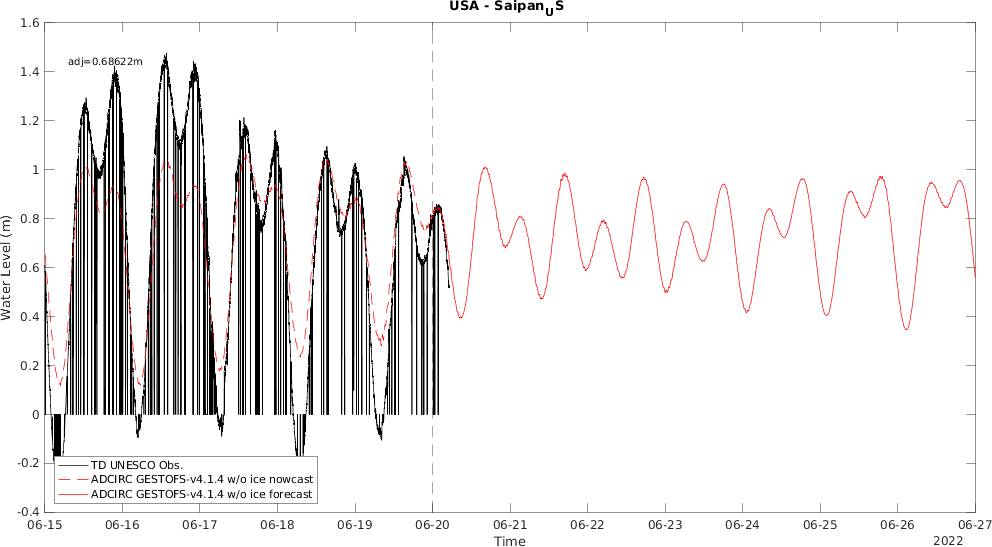 USA - Saipan_US
adj=0.68622m
Water Level (m)
1.6
1.4
1.2
1
0.8
0.6
0.4
0.2
0
-0.2
-0.4
TD UNESCO Obs.
ADCIRC GESTOFS-v4.1.4 w/o ice nowcast
ADCIRC GESTOFS-v4.1.4 w/o ice forecast
06-15 06-16 06-17 06-18 06-19 06-20 06-21 06-22 06-23 06-24 06-25 06-26 06-27
Time
2022